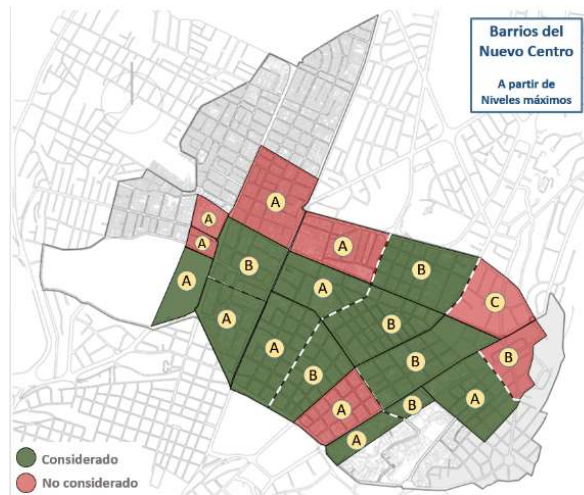 Barrios del
Nuevo Centro
A partir de
Niveles máximos
A
A
A
A
B
B
C
A
A
A
B
B
B
A
B
A
B
A
B
A
Considerado
No considerado